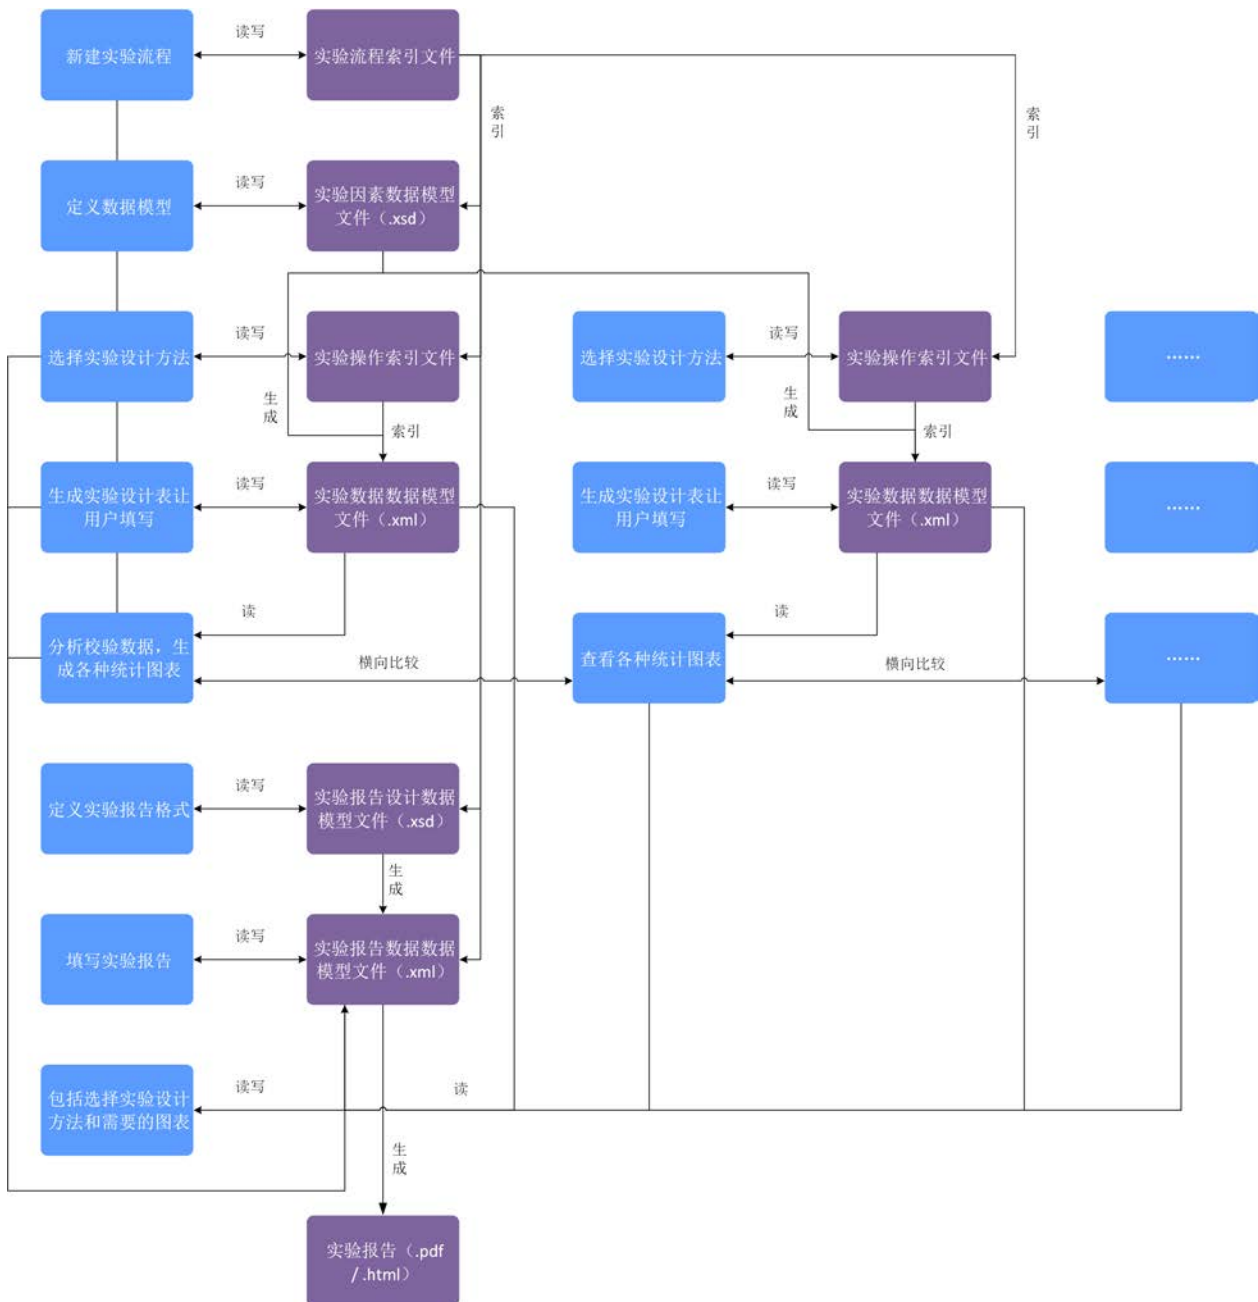 新建实验流程
读写
实验流程索引文件
索
引
索
引
定义数据模型
读写
实验因素数据模型
文件（.xsd）
选择实验设计方法
读写
实验操作索引文件
选择实验设计方法
读写
实验操作索引文件
……
生
成
索引
生
成
索引
生成实验设计表让
用户填写
读写
实验数据数据模型
文件（.xml）
生成实验设计表让
用户填写
读写
实验数据数据模型
文件（.xml）
……
分析校验数据，生
成各种统计图表
读
横向比较
查看各种统计图表
读
横向比较
……
定义实验报告格式
读写
实验报告设计数据
模型文件（.xsd）
生
成
填写实验报告
读写
实验报告数据数据
模型文件（.xml）
包括选择实验设计
方法和需要的图表
读写
读
生
成
实验报告（.pdf
/ .html）